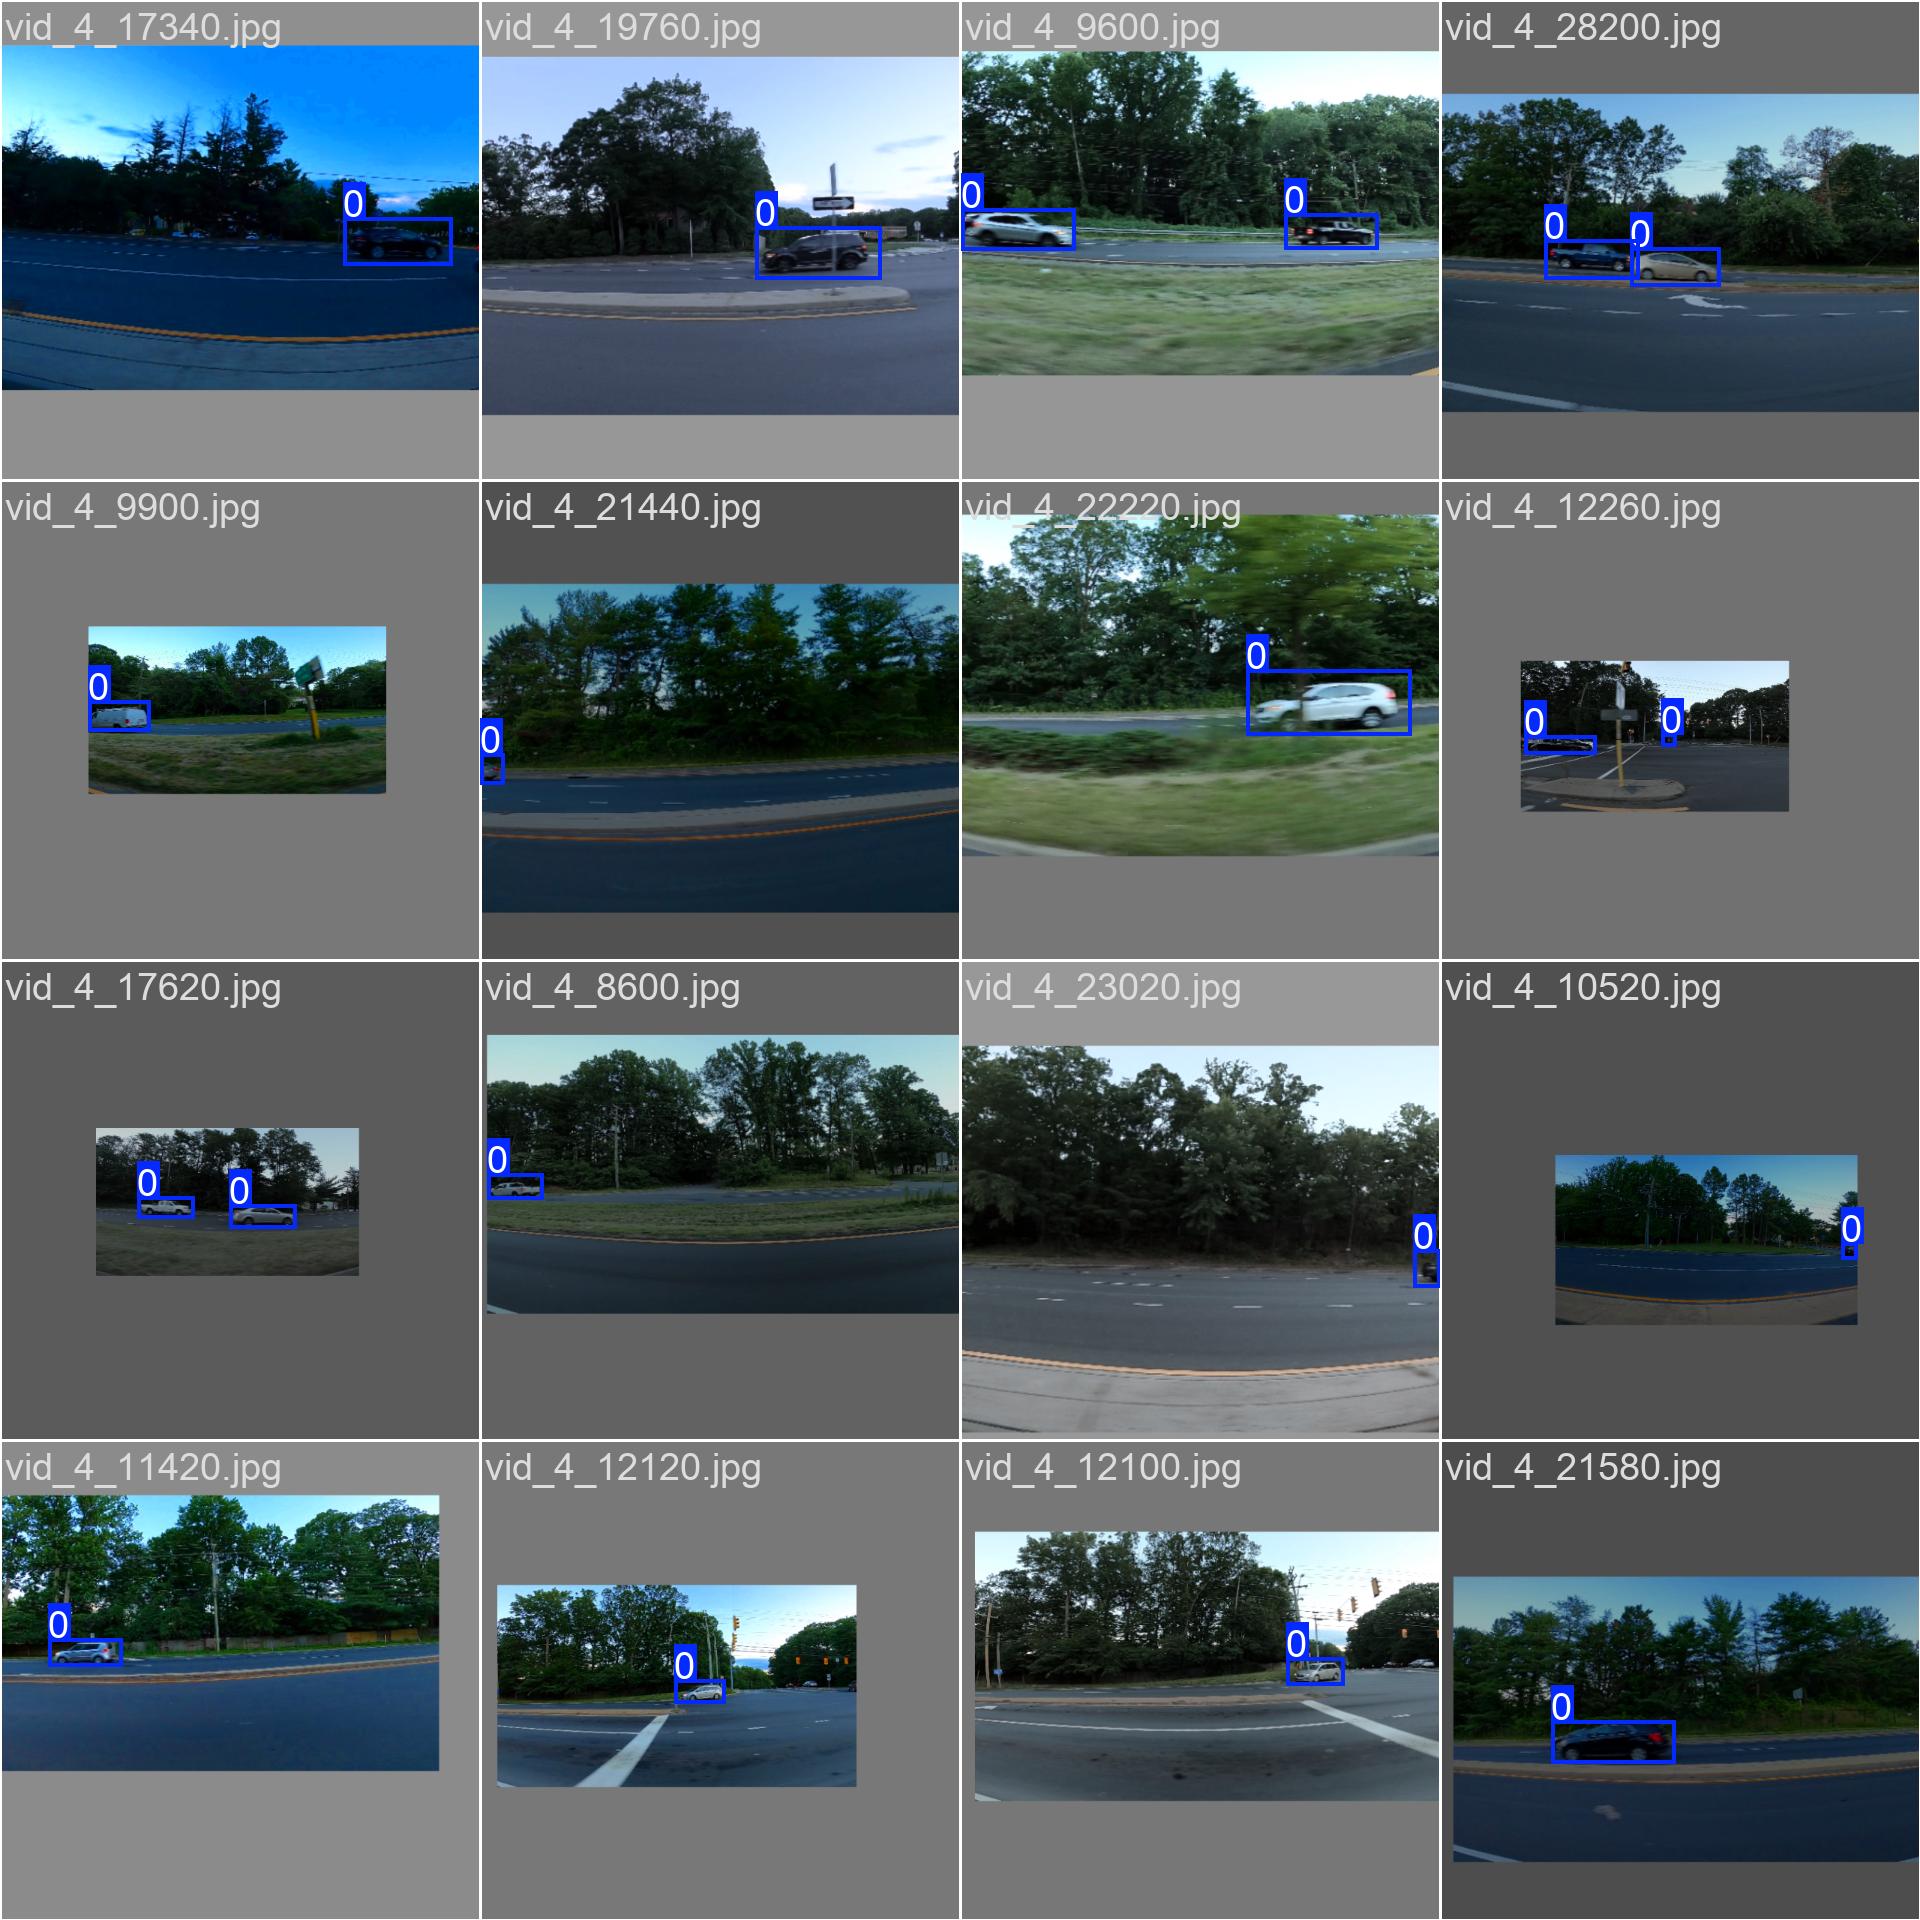 vid_4_17340.jpg
vid_4_19760.jpg
vid_4_9600.jpg
vid_4_28200.jpg
0
0
0
0
0
0
vid_4_9900.jpg
vid_4_21440.jpg
vid_4_22220.jpg
vid_4_12260.jpg
0
0
0
0
0
vid_4_17620.jpg
vid_4_8600.jpg
vid_4_23020.jpg
vid_4_10520.jpg
0
0
0
0
0
vid_4_11420.jpg
vid_4_12120.jpg
vid_4_12100.jpg
vid_4_21580.jpg
0
0
0
0